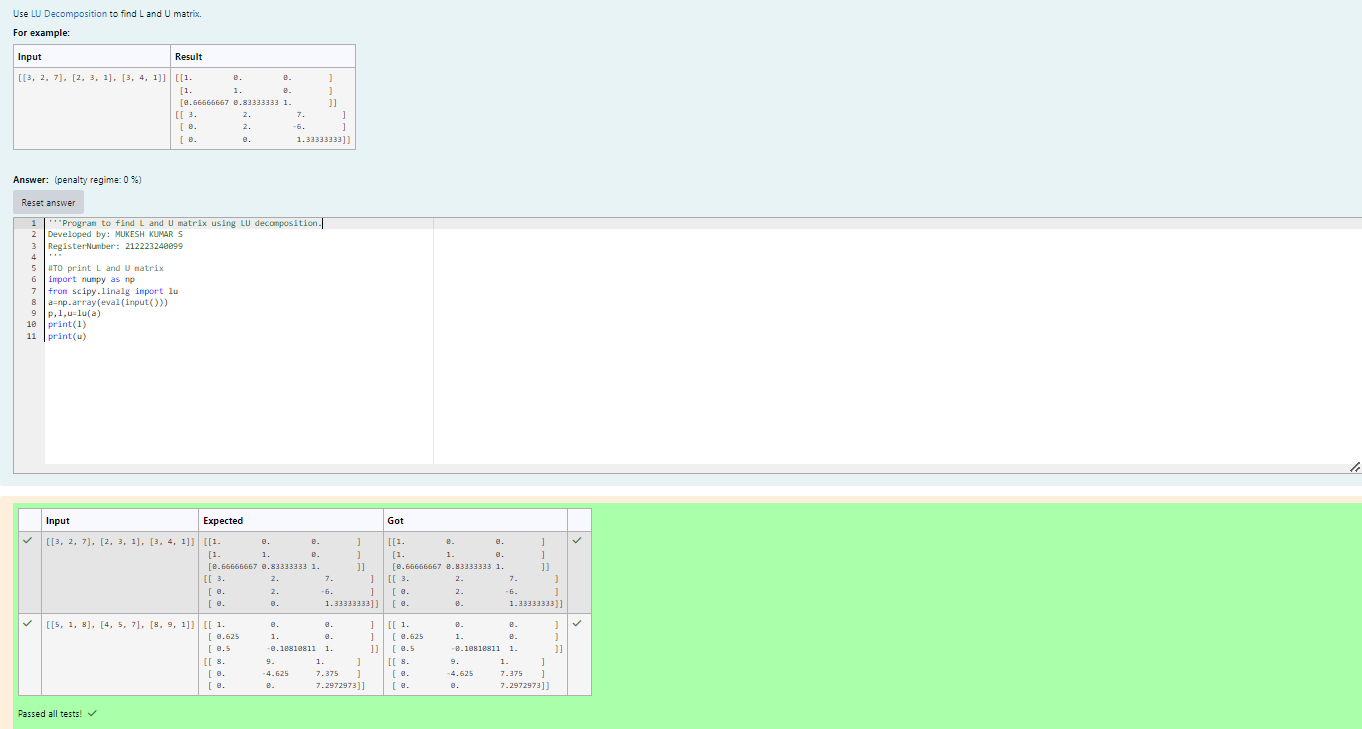 Use LU Decomposition to find L and U matrix.
For example:
Input Result
[[3, 2, 7], [2, 3, 1], [3, 4, 1]] [[1. 0. 0. ]
[1. 1. 0. ]
[0.66666667 0.83333333 1. ]]
[[ 3. 2. 7. ]
[ 0. 2. -6. ]
[ 0. 0. 1.33333333]]
Answer: (penalty regime: 0 %)
Reset answer
1 '''Program to find L and U matrix using LU decomposition.
2 Developed by: MUKESH KUMAR S
3 RegisterNumber: 212223240099
4 '''
5 #TO print L and U matrix
6 import numpy as np
7 from scipy.linalg import lu
8 a=np.array(eval(input()))
9 p,l,u=lu(a)
10 print(l)
11 print(u)
Input Expected Got
[[3, 2, 7], [2, 3, 1], [3, 4, 1]] [[1. 0. 0. ] [[1. 0. 0. ]
[1. 1. 0. ] [1. 1. 0. ]
[0.66666667 0.83333333 1. ]] [0.66666667 0.83333333 1. ]]
[[ 3. 2. 7. ] [[ 3. 2. 7. ]
[ 0. 2. -6. ] [ 0. 2. -6. ]
[ 0. 0. 1.33333333]] [ 0. 0. 1.33333333]]
[[5, 1, 8], [4, 5, 7], [8, 9, 1]] [[ 1. 0. 0. ] [[ 1. 0. 0. ]
[ 0.625 1. 0. ] [ 0.625 1. 0. ]
[ 0.5 -0.10810811 1. ]] [ 0.5 -0.10810811 1. ]]
[[ 8. 9. 1. ] [[ 8. 9. 1. ]
[ 0. -4.625 7.375 ] [ 0. -4.625 7.375 ]
[ 0. 0. 7.2972973]] [ 0. 0. 7.2972973]]
Passed all tests!